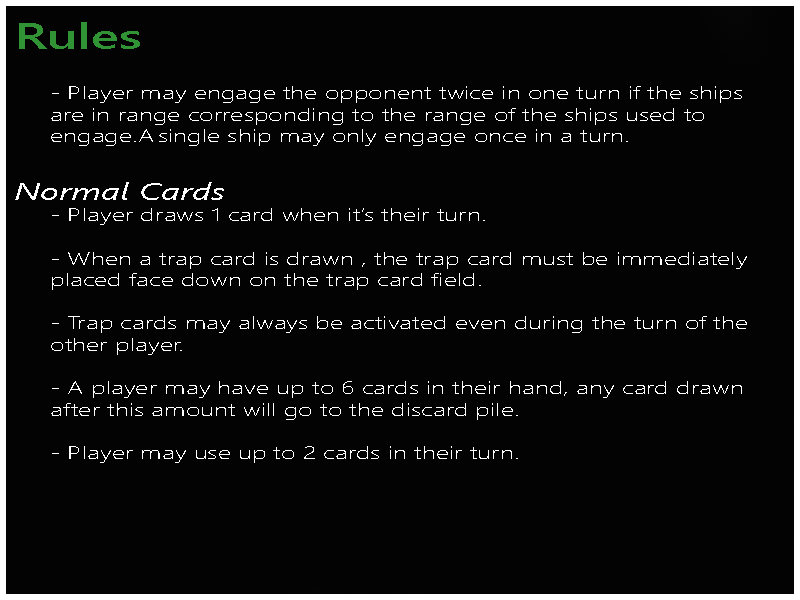 Rules
- Player may engage the opponent twice in one turn if the ships
are in range corresponding to the range of the ships used to
engage.A single ship may only engage once in a turn.
Normal Cards
- Player draws 1 card when it’s their turn.
- When a trap card is drawn , the trap card must be immediately
placed face down on the trap card field.
- Trap cards may always be activated even during the turn of the
other player.
- A player may have up to 6 cards in their hand, any card drawn
after this amount will go to the discard pile.
- Player may use up to 2 cards in their turn.